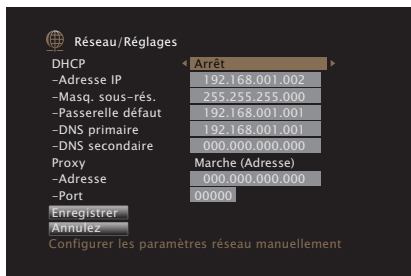 Réseau/Réglages
DHCP Arrêt
-Adresse IP 192.168.001.002
-Masq. sous-rés. 255.255.255.000
-Passerelle défaut 192.168.001.001
-DNS primaire 192.168.001.001
-DNS secondaire 000.000.000.000
Proxy Marche (Adresse)
-Adresse 000.000.000.000
-Port 00000
Enregistrer
Annulez
Configurer les paramètres réseau manuellement